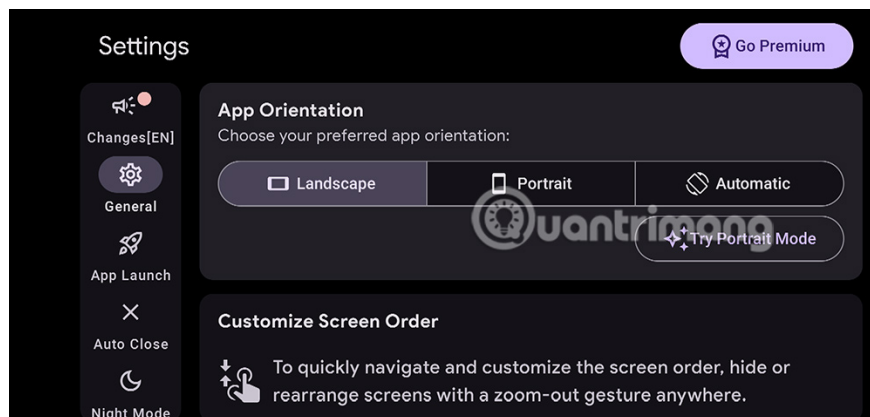 Settings
Go Premium
Changes[EN]
General
App Launch
Auto Close
Night Mode
App Orientation
Choose your preferred app orientation:
Landscape
Portrait
Automatic
Quantrimang
Try Portrait Mode
Customize Screen Order
To quickly navigate and customize the screen order, hide or
rearrange screens with a zoom-out gesture anywhere.